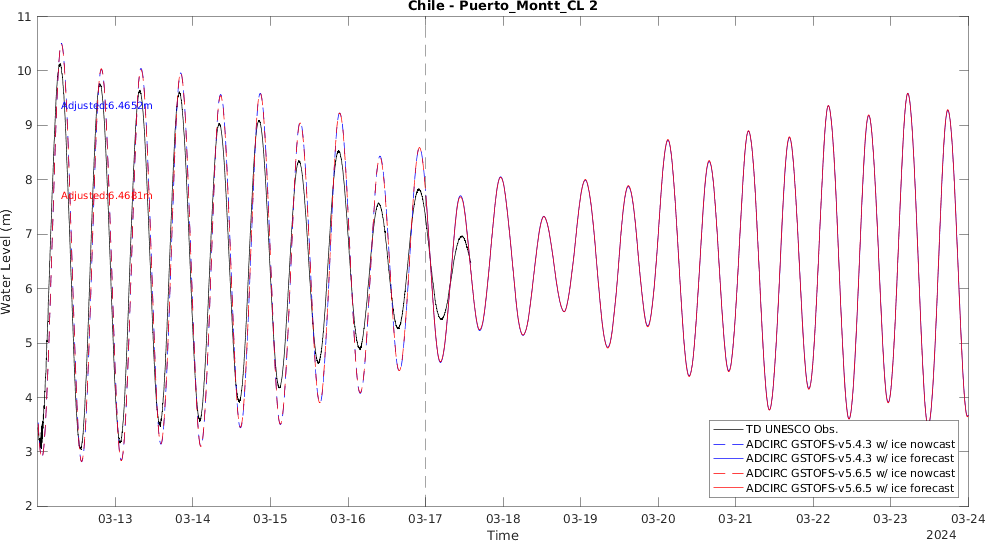 Chile - Puerto_Montt_CL 2
11
10
9
8
7
6
5
4
3
2
Water Level (m)
Adjusted:6.4652m
Adjusted:6.4681m
TD UNESCO Obs.
ADCIRC GSTOFS-v5.4.3 w/ ice nowcast
ADCIRC GSTOFS-v5.4.3 w/ ice forecast
ADCIRC GSTOFS-v5.6.5 w/ ice nowcast
ADCIRC GSTOFS-v5.6.5 w/ ice forecast
03-13 03-14 03-15 03-16 03-17 03-18 03-19 03-20 03-21 03-22 03-23 03-24
Time
2024